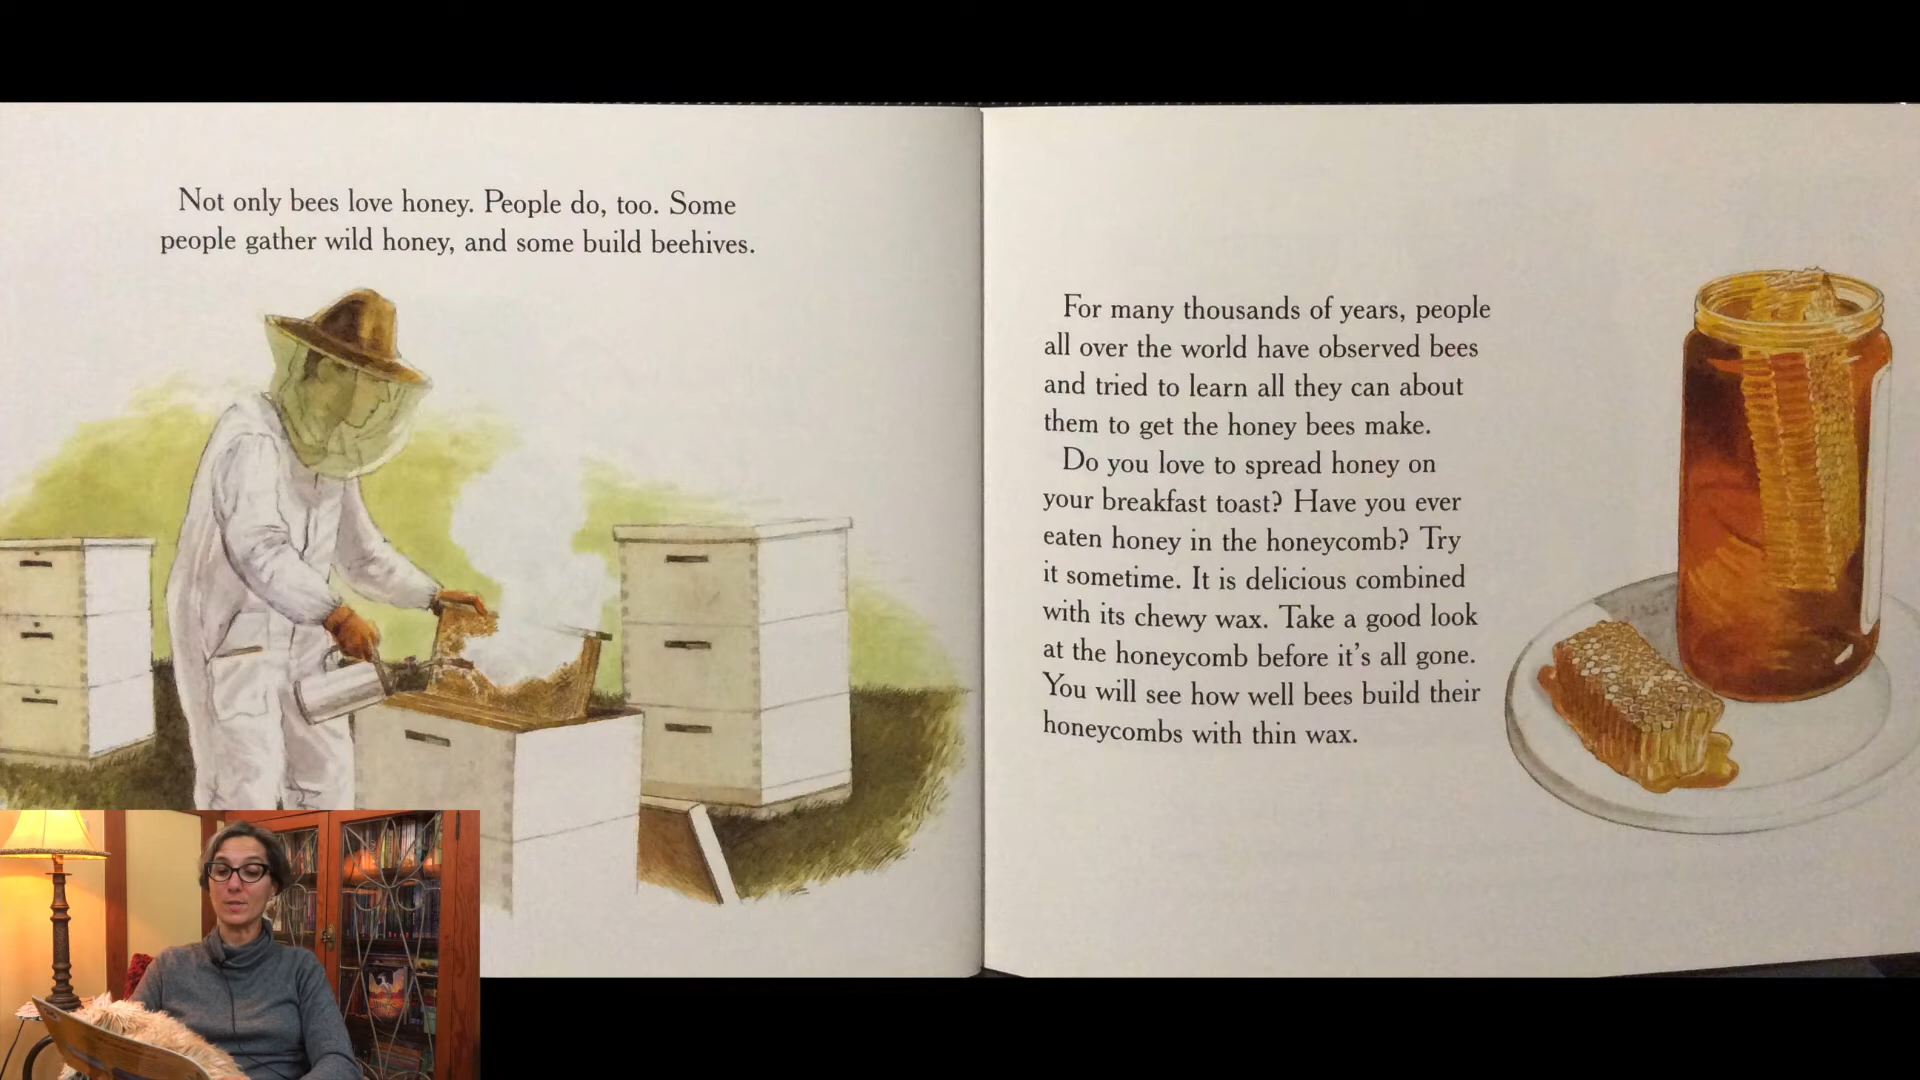 Not only bees love honey. People do, too. Some
people gather wild honey, and some build beehives.
For many thousands of years, people
all over the world have observed bees
and tried to learn all they can about
them to get the honey bees make.
Do you love to spread honey on
your breakfast toast? Have you ever
eaten honey in the honeycomb? Try
it sometime. It is delicious combined
with its chewy wax. Take a good look
at the honeycomb before it's all gone.
You will see how well bees build their
honeycombs with thin wax.